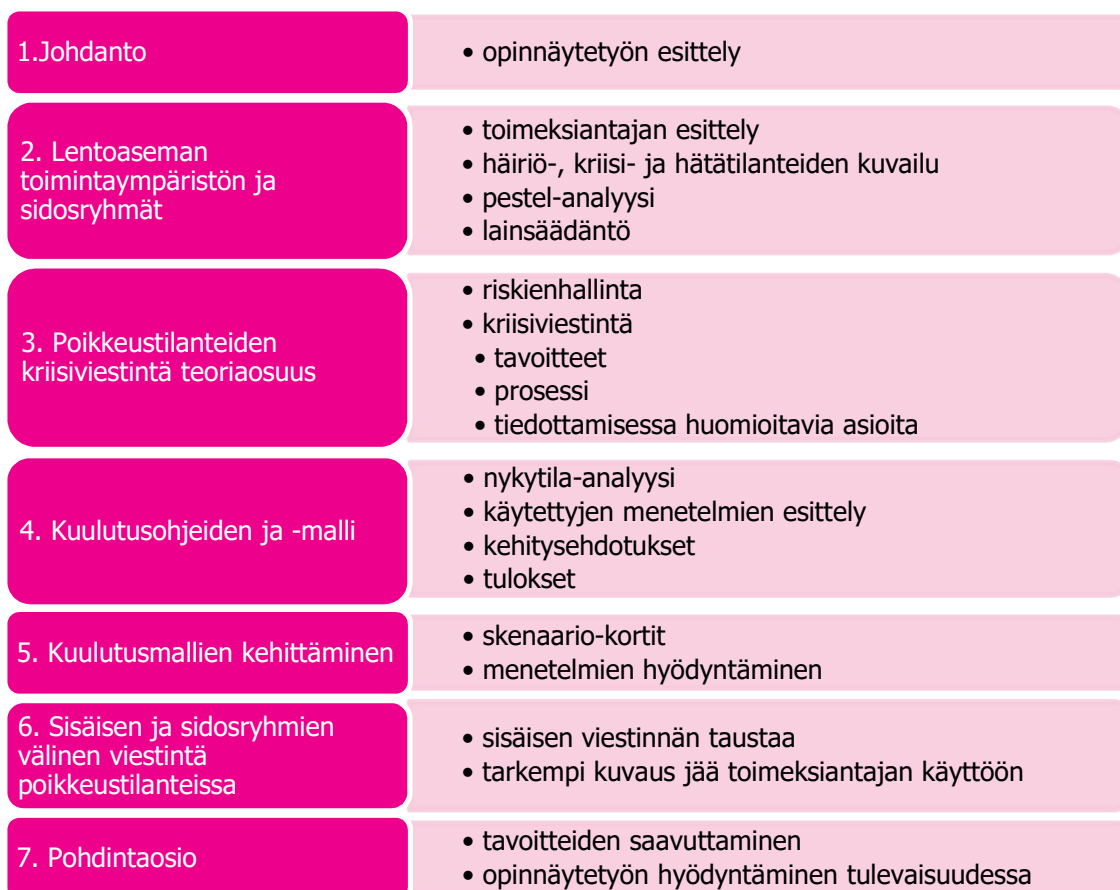 1.Johdanto
• opinnäytetyön esittely
2. Lentoaseman
toimintaympäristön ja
sidosryhmät
• toimeksiantajan esittely
• häiriö-, kriisi- ja hätätilanteiden kuvailu
• pestel-analyysi
• lainsäädäntö
3. Poikkeustilanteiden
kriisiviestintä teoriaosuus
• riskienhallinta
• kriisiviestintä
• tavoitteet
• prosessi
• tiedottamisessa huomioitavia asioita
4. Kuulutusohjeiden ja -malli
• nykytila-analyysi
• käytettyjen menetelmien esittely
• kehitysehdotukset
• tulokset
5. Kuulutusmallien kehittäminen
• skenaario-kortit
• menetelmien hyödyntäminen
6. Sisäisen ja sidosryhmien
välinen viestintä
poikkeustilanteissa
• sisäisen viestinnän taustaa
• tarkempi kuvaus jää toimeksiantajan käyttöön
7. Pohdintaosio
• tavoitteiden saavuttaminen
• opinnäytetyön hyödyntäminen tulevaisuudessa